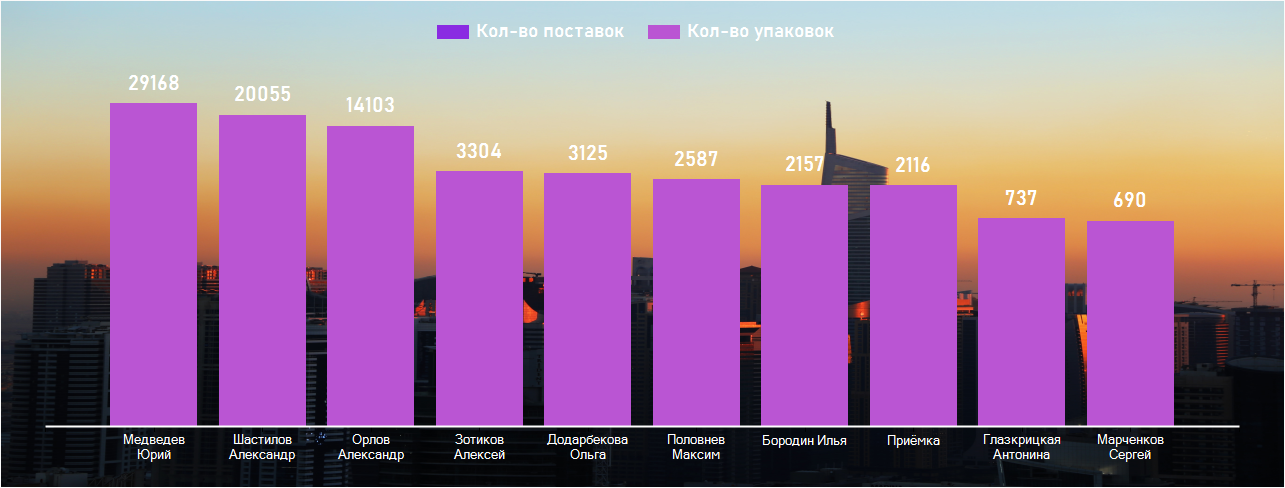 Кол-во поставок Кол-во упаковок
29168
20055
14103
3304
3125
2587
2157
2116
737
690
Медведев
Юрий
Шастилов
Александр
Орлов
Александр
Зотиков
Алексей
Додарбекова
Ольга
Половнев
Максим
Бородин Илья
Приёмка
Глазкрицкая
Антонина
Марченков
Сергей